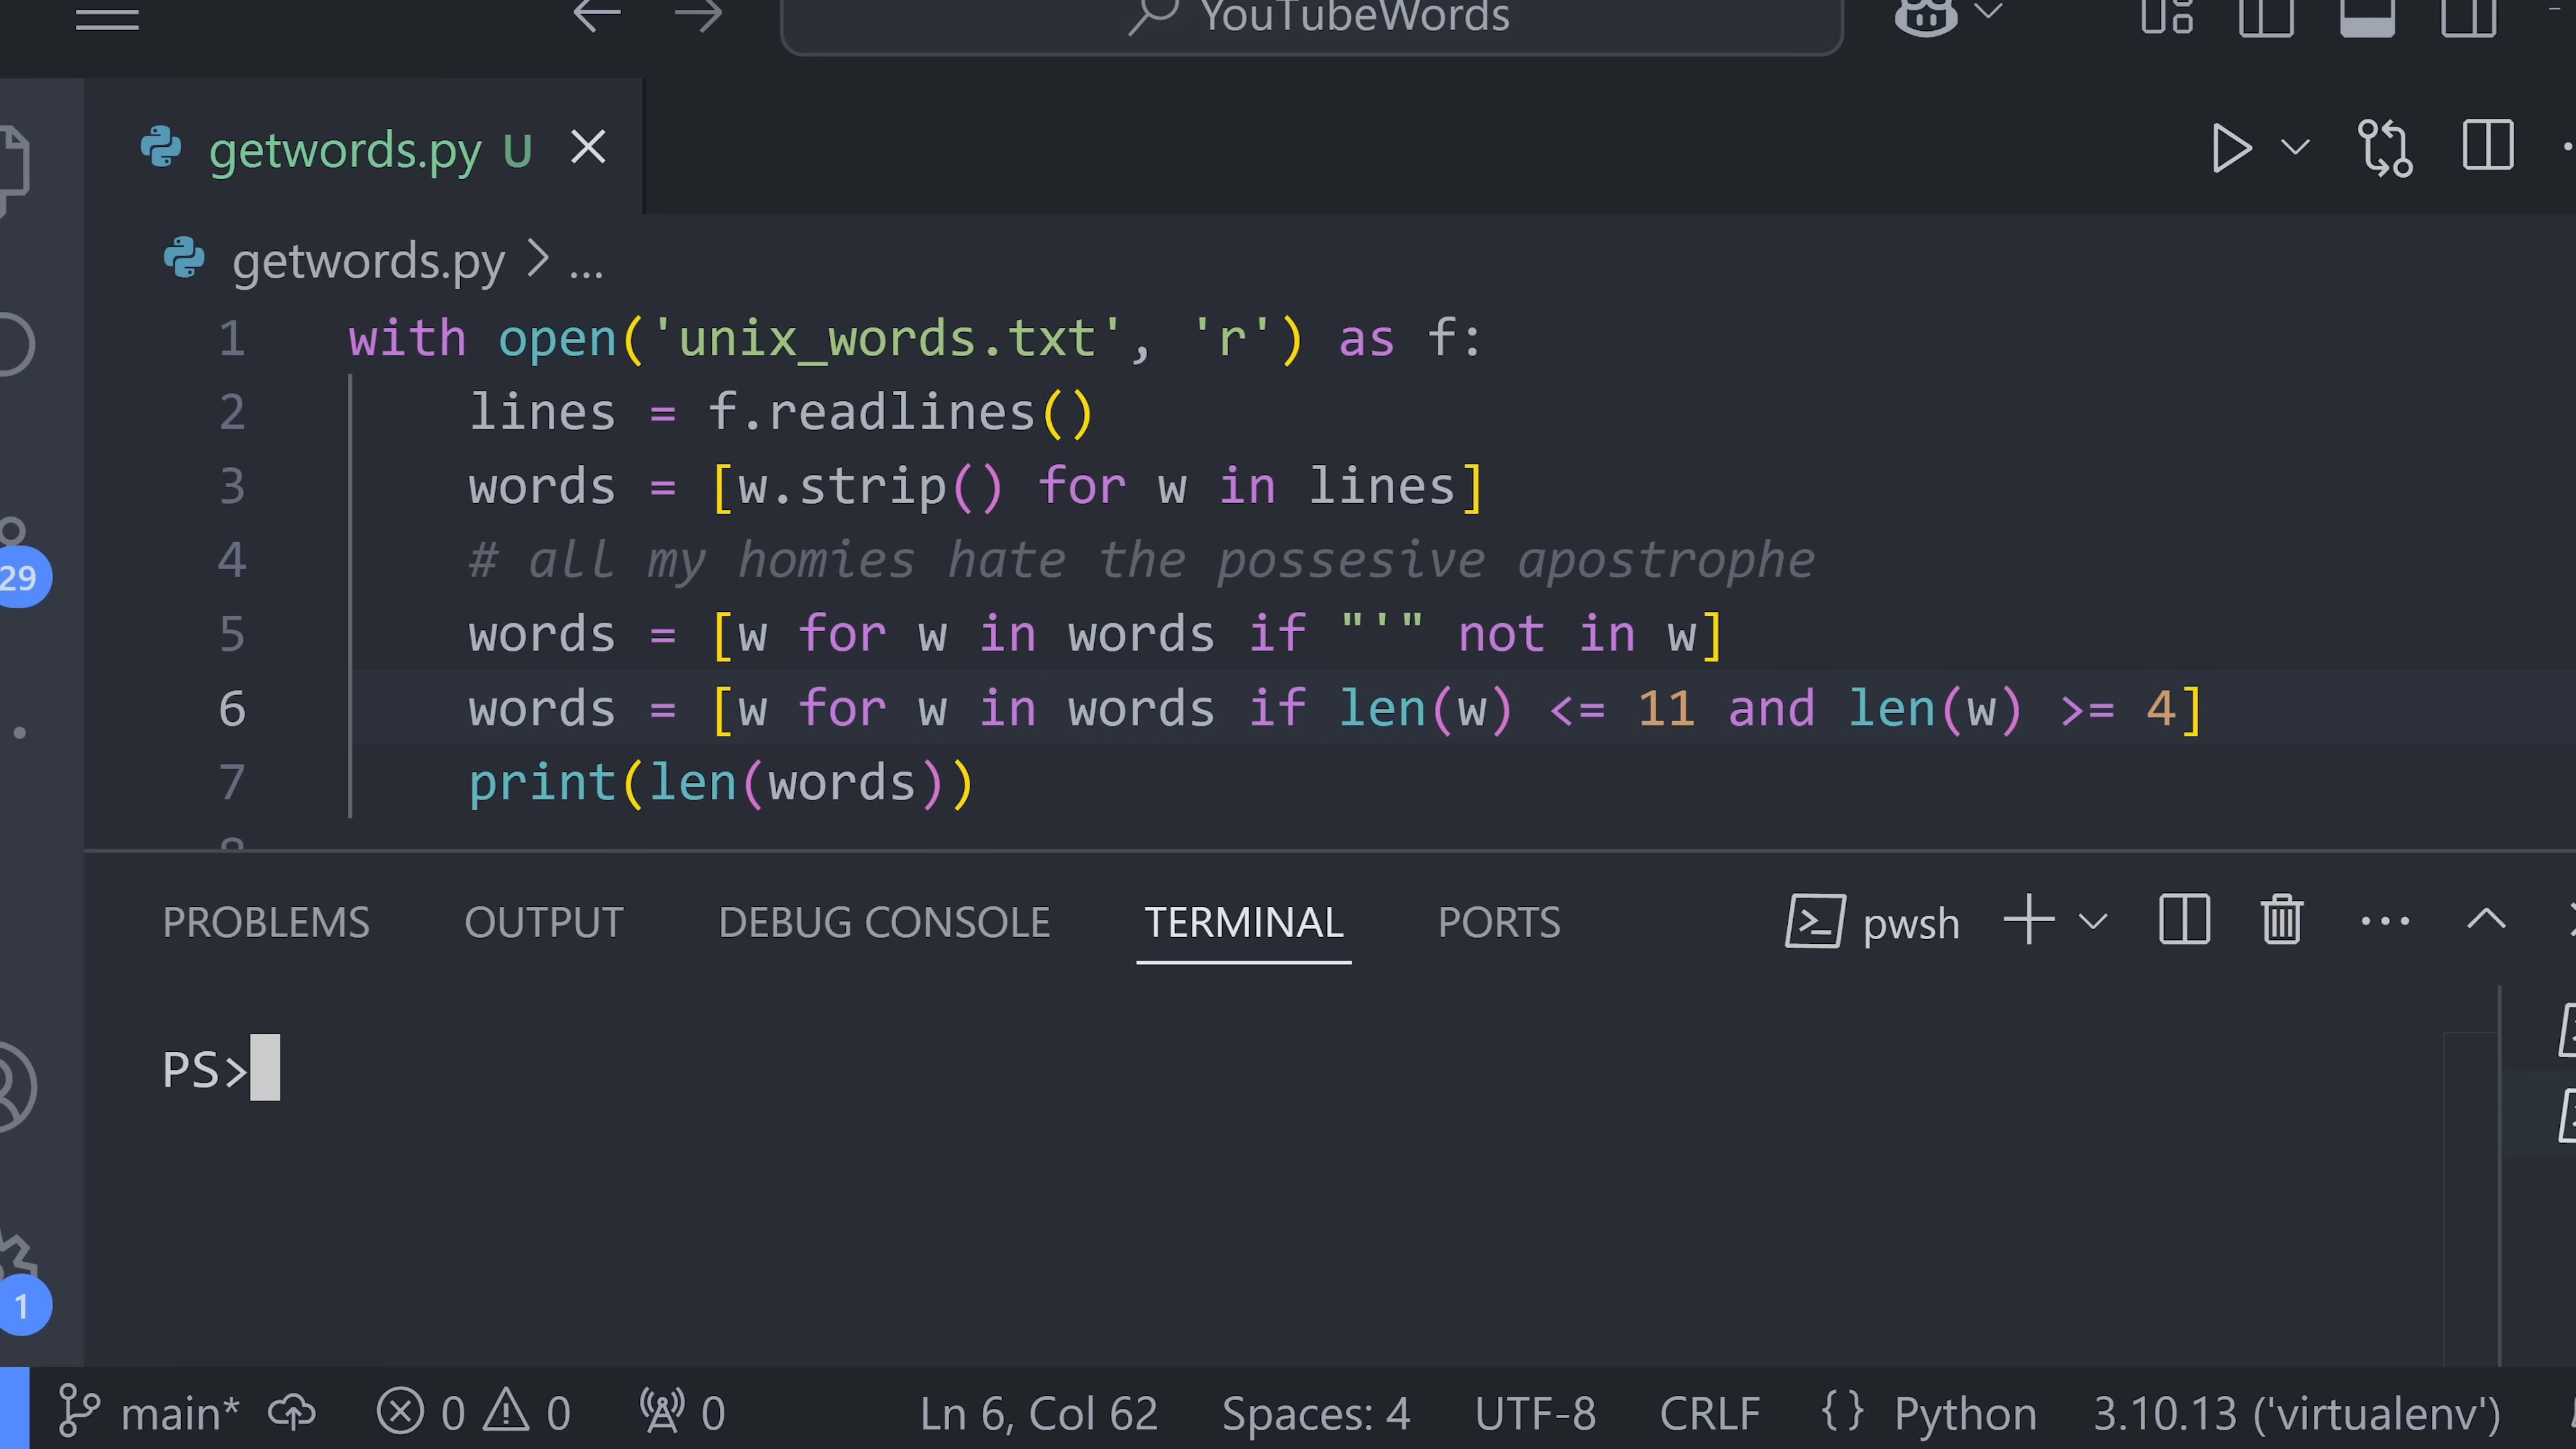 YouTubeWords
getwords.py U
getwords.py > ...
1 with open('unix_words.txt', 'r') as f:
2     lines = f.readlines()
3     words = [w.strip() for w in lines]
4     # all my homies hate the possesive apostrophe
5     words = [w for w in words if "'" not in w]
6     words = [w for w in words if len(w) <= 11 and len(w) >= 4]
7     print(len(words))
8
29
PROBLEMS OUTPUT DEBUG CONSOLE TERMINAL PORTS pwsh
PS>
1
main* 0 0 0 Ln 6, Col 62 Spaces: 4 UTF-8 CRLF {} Python 3.10.13 ('virtualenv')